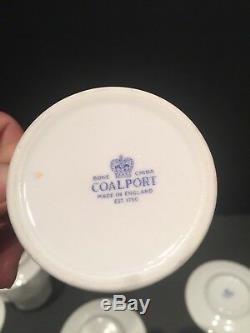 BONE CHINA
COALPORT
MADE IN ENGLAND
EST. 1750